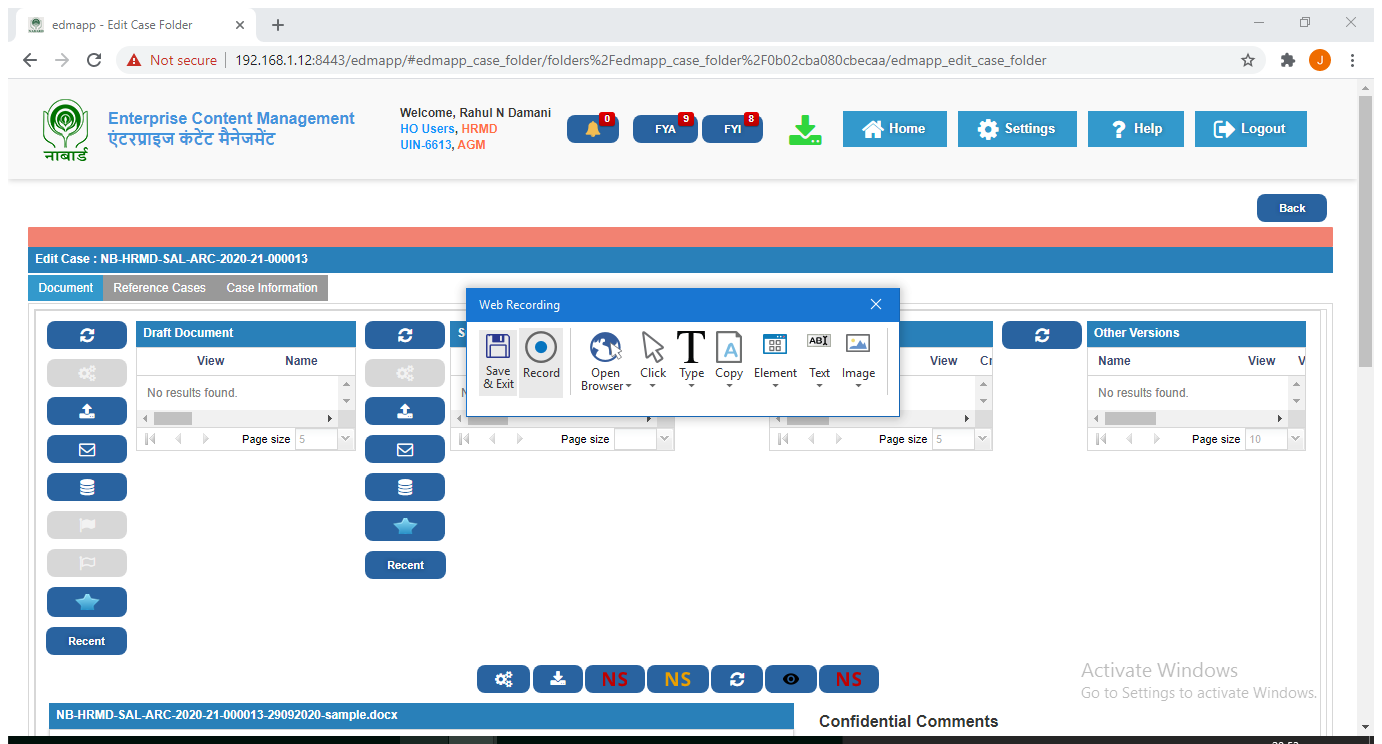 edmapp - Edit Case Folder
Not secure
192.168.1.12:8443/edmapp/#edmapp_case_folder/folders%2Fedmapp_case_folder%2F0b02cba080cbecaa/edmapp_edit_case_folder
J
नाबार्ड
Enterprise Content Management
एंटरप्राइज कंटेंट मैनेजमेंट
Welcome, Rahul N Damani
HO Users, HRMD
UIN-6613, AGM
0
FYA 9
FYI 8
Home
Settings
? Help
Logout
Back
Edit Case : NB-HRMD-SAL-ARC-2020-21-000013
Document Reference Cases Case Information
Web Recording
Save & Exit
Record
Open Browser
Click
T Type
A Copy
Element
ABI Text
Image
Draft Document
View Name
No results found.
Page size 5
S
Page size
View Cr
Page size 5
Other Versions
Name View V
No results found.
Page size 10
Recent
Recent
NS NS NS
Activate Windows
Go to Settings to activate Windows.
NB-HRMD-SAL-ARC-2020-21-000013-29092020-sample.docx
Confidential Comments